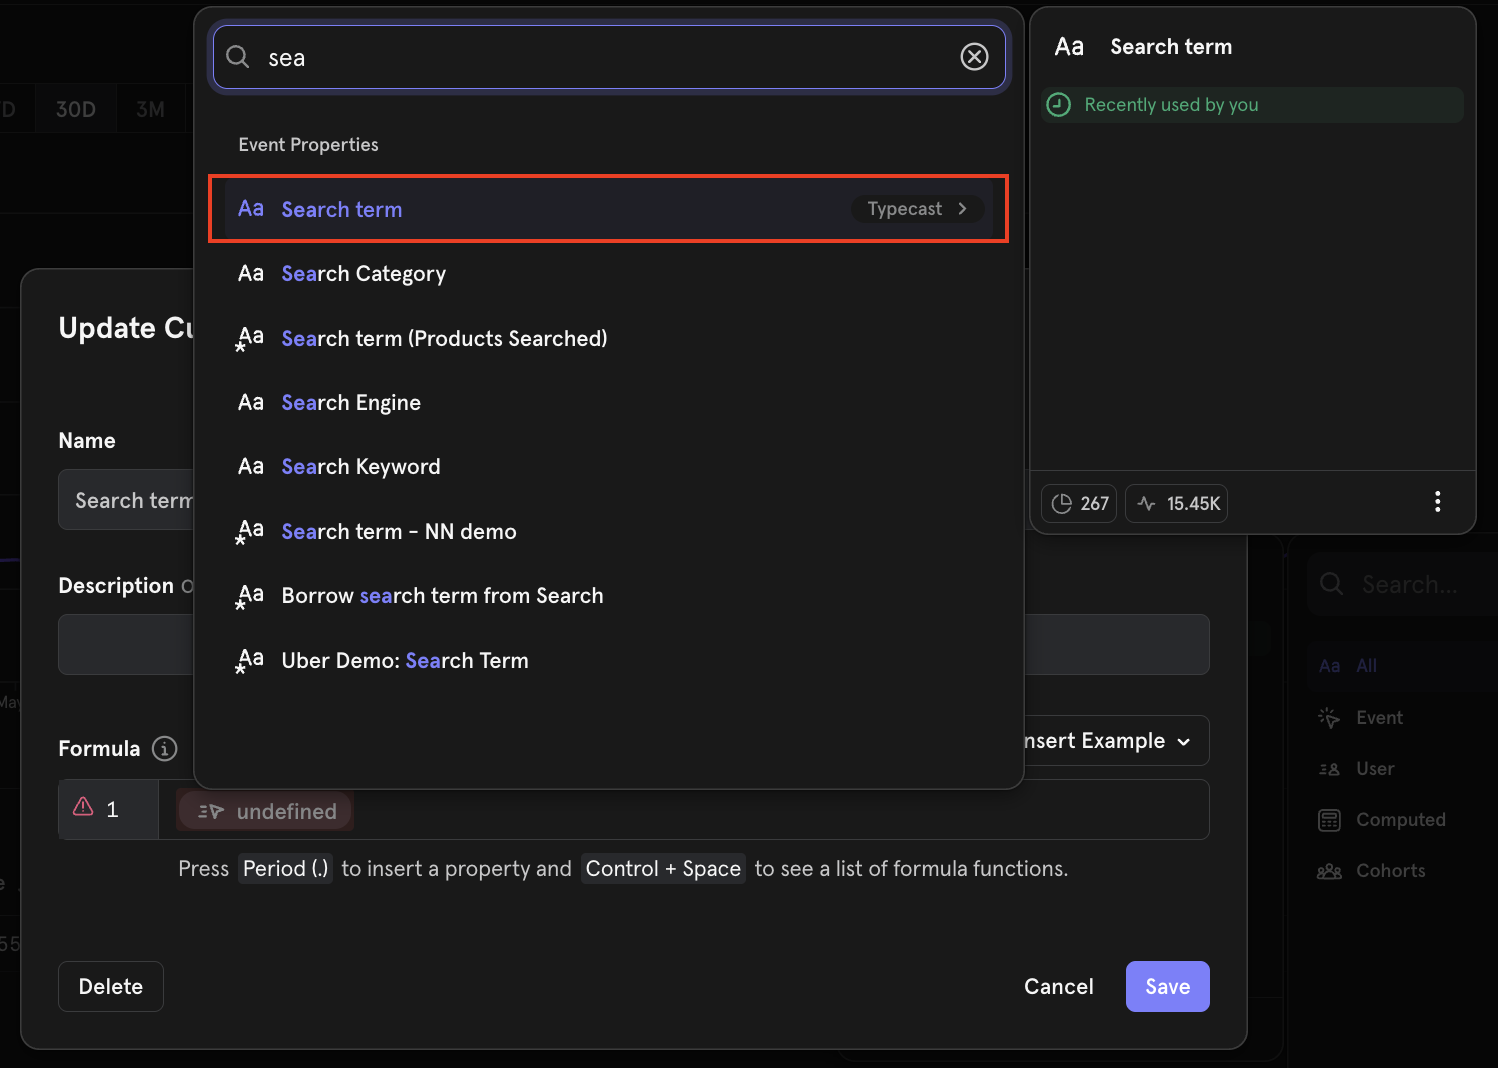 sea
Event Properties
Aa Search term Typecast
Aa Search Category
Aa Search term (Products Searched)
Aa Search Engine
Aa Search Keyword
Aa Search term - NN demo
Aa Borrow search term from Search
Aa Uber Demo: Search Term
Aa Search term
Recently used by you
267 15.45K
D 30D 3M
Update Cu
Name
Search term
Description O
May
Formula
nsert Example
1 undefined
Press Period (.) to insert a property and Control + Space to see a list of formula functions.
Delete Cancel Save
55
Search...
Aa All
Event
User
Computed
Cohorts